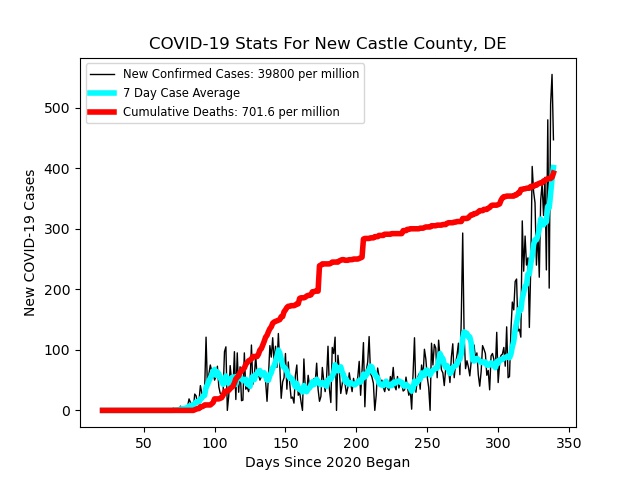 COVID-19 Stats For New Castle County, DE
New Confirmed Cases: 39800 per million
7 Day Case Average
Cumulative Deaths: 701.6 per million
New COVID-19 Cases
500
400
300
200
100
0
50 100 150 200 250 300 350
Days Since 2020 Began